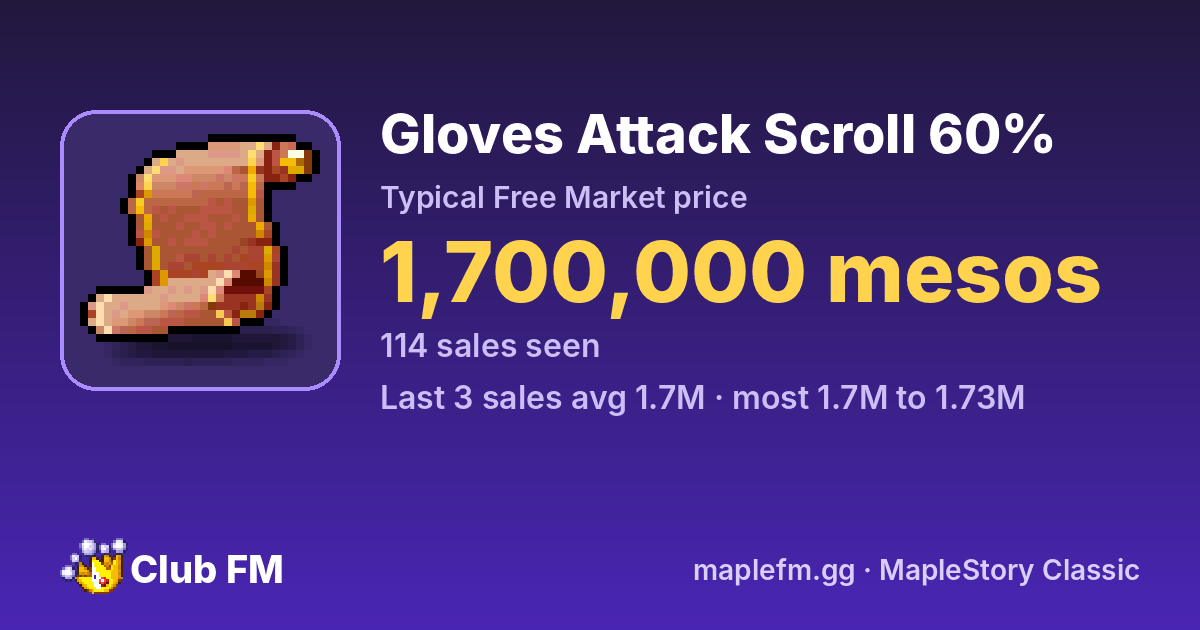 Gloves Attack Scroll 60%
Typical Free Market price
1,700,000 mesos
114 sales seen
Last 3 sales avg 1.7M · most 1.7M to 1.73M
Club FM
maplefm.gg · MapleStory Classic